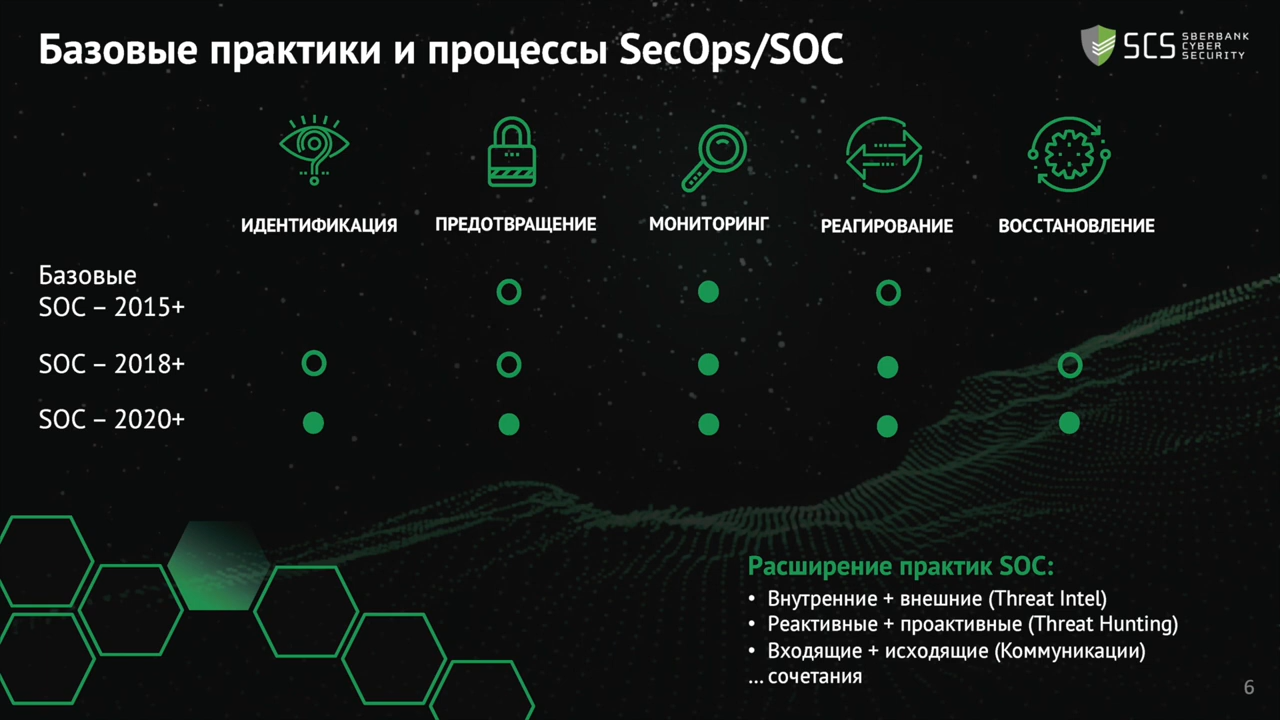 Базовые практики и процессы SecOps/SOC
SCS SBERBANK
CYBER
SECURITY
ИДЕНТИФИКАЦИЯ ПРЕДОТВРАЩЕНИЕ МОНИТОРИНГ РЕАГИРОВАНИЕ ВОССТАНОВЛЕНИЕ
Базовые
SOC – 2015+
SOC – 2018+
SOC – 2020+
Расширение практик SOC:
• Внутренние + внешние (Threat Intel)
• Реактивные + проактивные (Threat Hunting)
• Входящие + исходящие (Коммуникации)
... сочетания
6